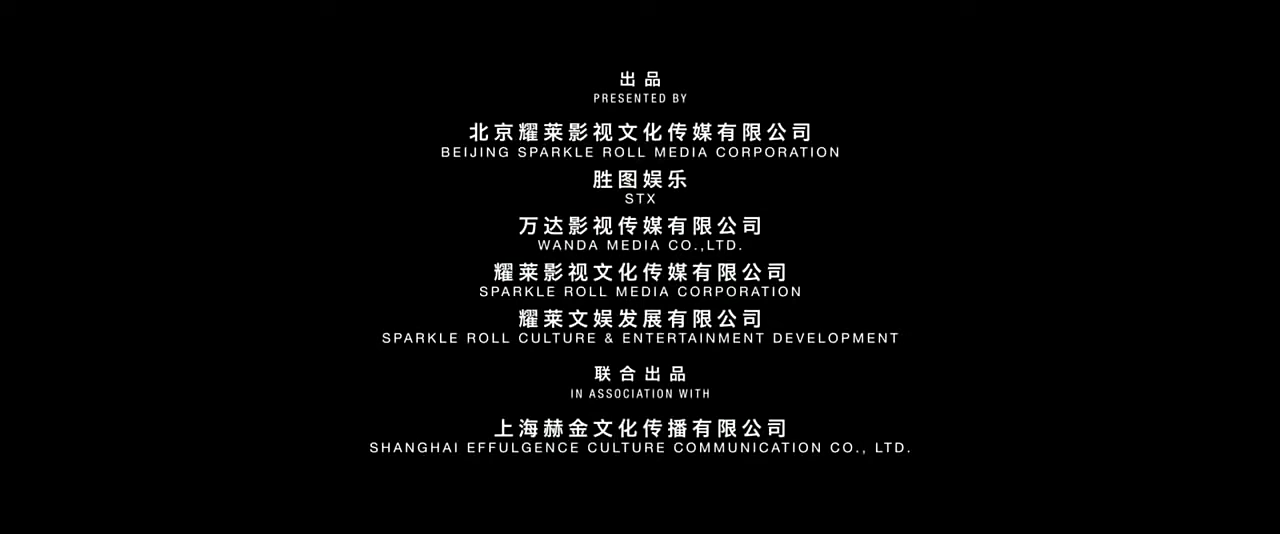 出品
PRESENTED BY
北京耀莱影视文化传媒有限公司
BEIJING SPARKLE ROLL MEDIA CORPORATION
胜图娱乐
STX
万达影视传媒有限公司
WANDA MEDIA CO.,LTD.
耀莱影视文化传媒有限公司
SPARKLE ROLL MEDIA CORPORATION
耀莱文娱发展有限公司
SPARKLE ROLL CULTURE & ENTERTAINMENT DEVELOPMENT
联合出品
IN ASSOCIATION WITH
上海赫金文化传播有限公司
SHANGHAI EFFULGENCE CULTURE COMMUNICATION CO., LTD.